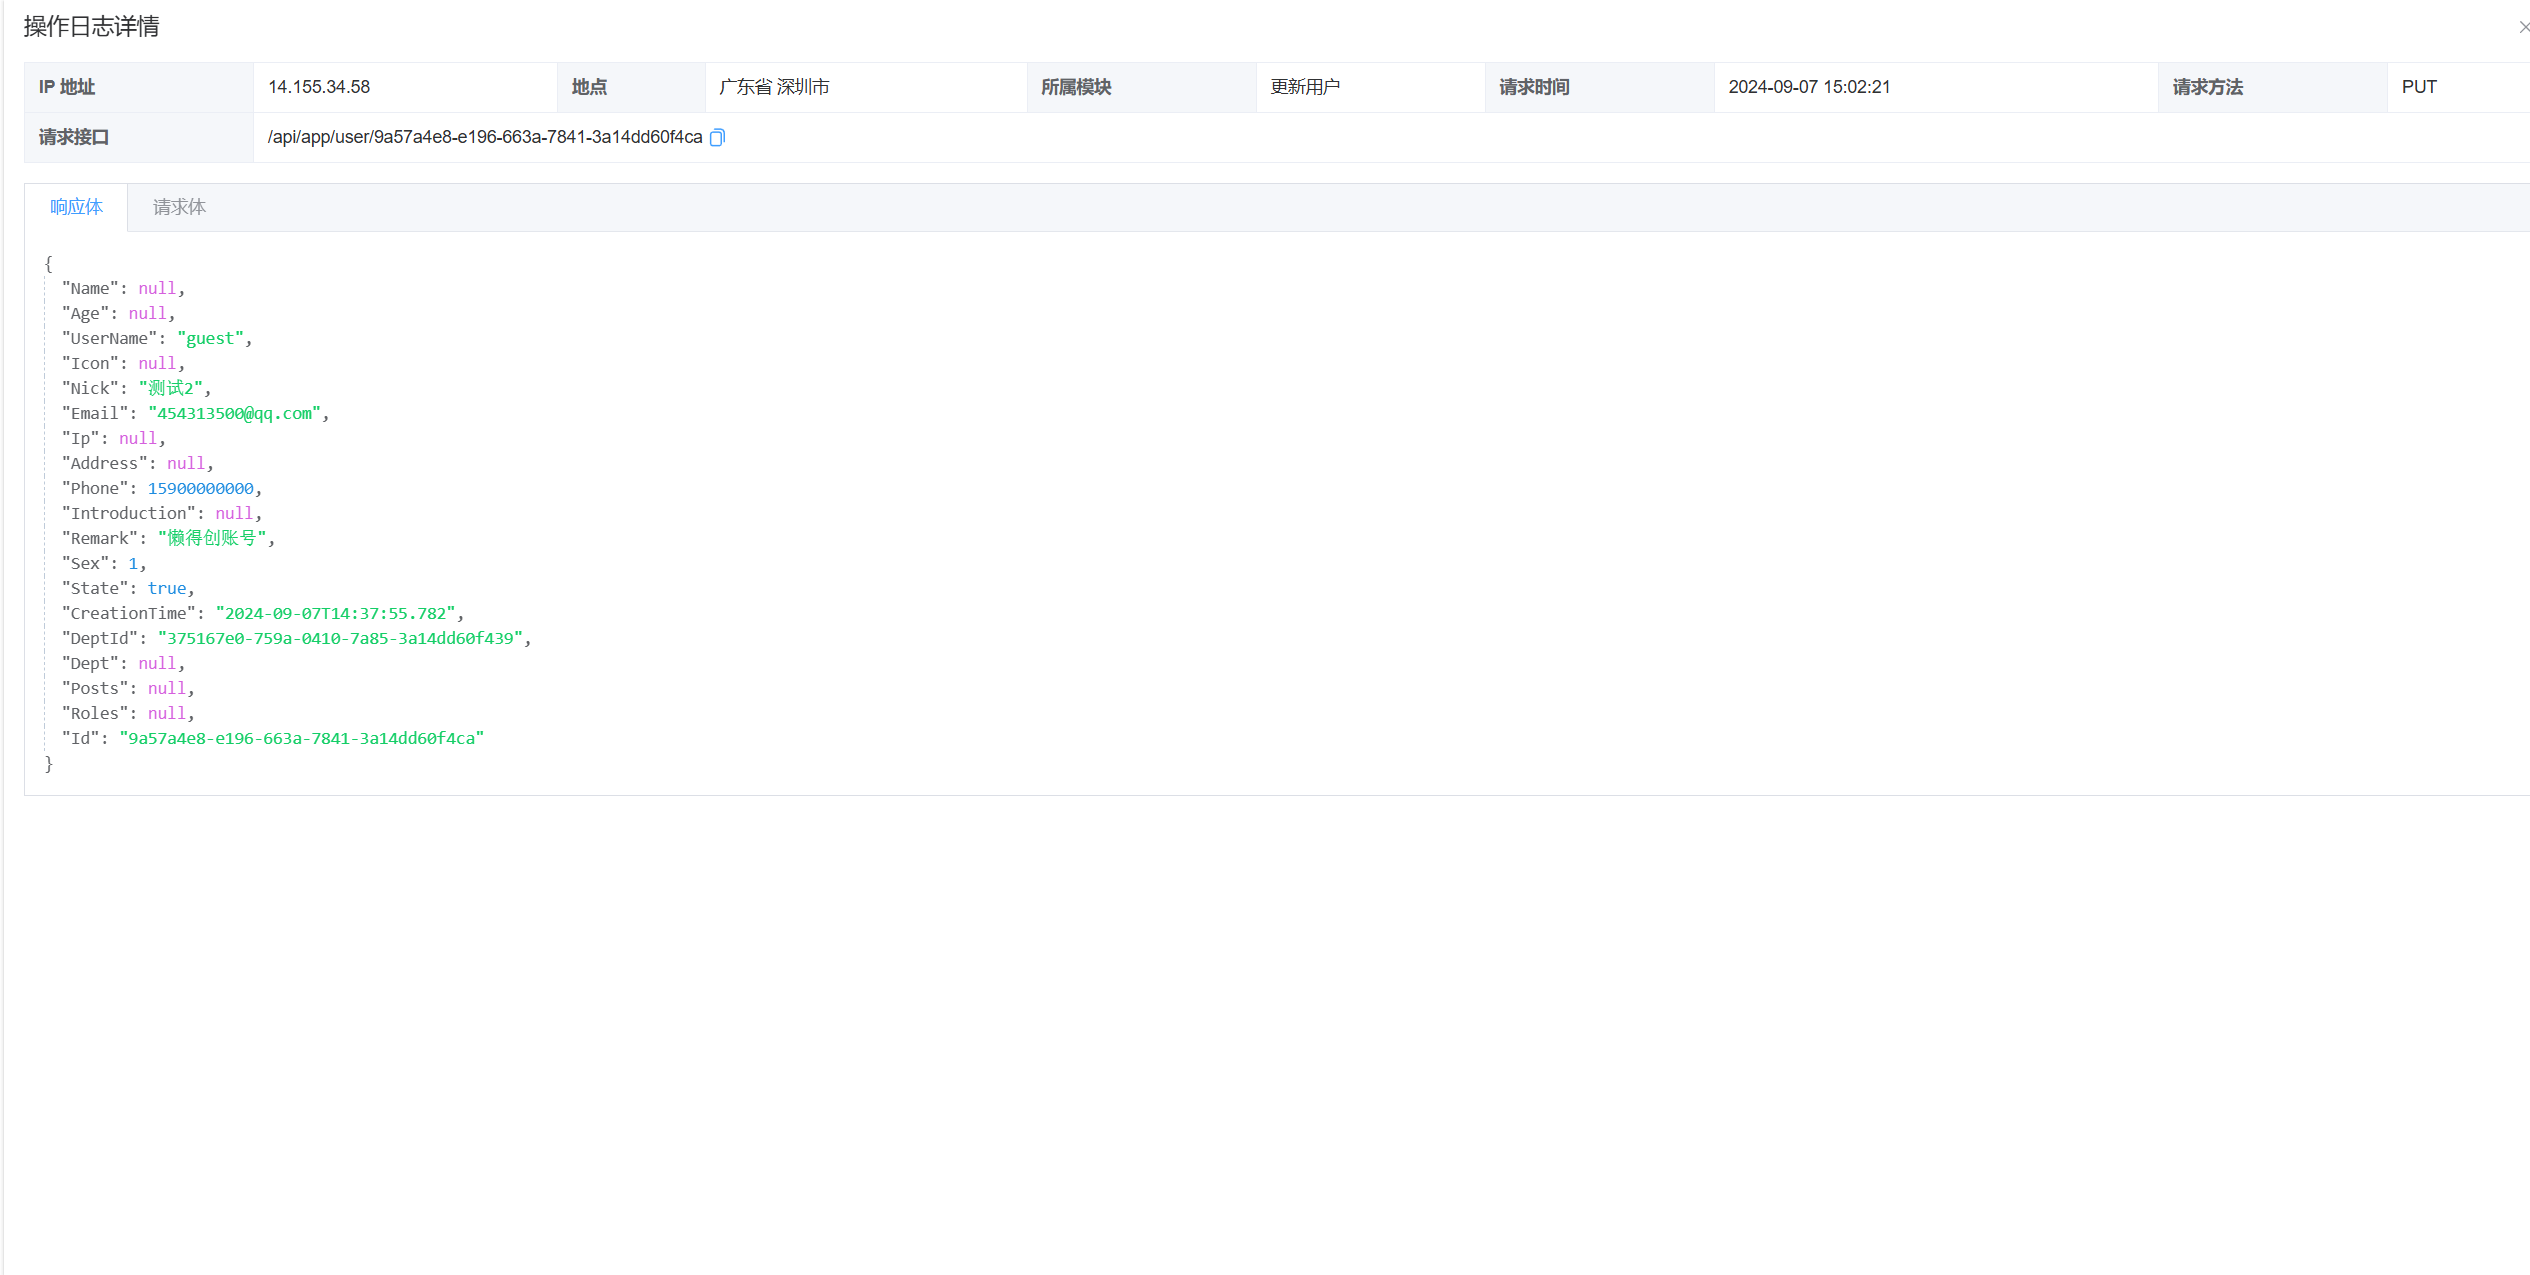 操作日志详情
IP 地址 14.155.34.58 地点 广东省 深圳市 所属模块 更新用户 请求时间 2024-09-07 15:02:21 请求方法 PUT
请求接口 /api/app/user/9a57a4e8-e196-663a-7841-3a14dd60f4ca
响应体 请求体
{
"Name": null,
"Age": null,
"UserName": "guest",
"Icon": null,
"Nick": "测试2",
"Email": "454313500@qq.com",
"Ip": null,
"Address": null,
"Phone": 15900000000,
"Introduction": null,
"Remark": "懒得创账号",
"Sex": 1,
"State": true,
"CreationTime": "2024-09-07T14:37:55.782",
"DeptId": "375167e0-759a-0410-7a85-3a14dd60f439",
"Dept": null,
"Posts": null,
"Roles": null,
"Id": "9a57a4e8-e196-663a-7841-3a14dd60f4ca"
}